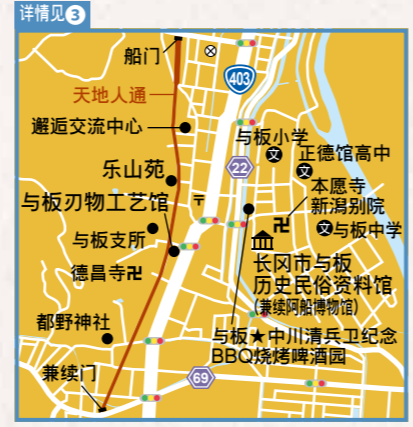 详情见3
船门
403
天地人通
邂逅交流中心
与板小学
文
正德馆高中
文
22
乐山苑
本愿寺
新潟别院
卍
与板刃物工艺馆
〒
文与板中学
与板支所
长冈市与板
历史民俗资料馆
(兼续阿船博物馆)
德昌寺卍
都野神社
与板★中川清兵卫纪念
BBQ烧烤啤酒园
兼续门
69